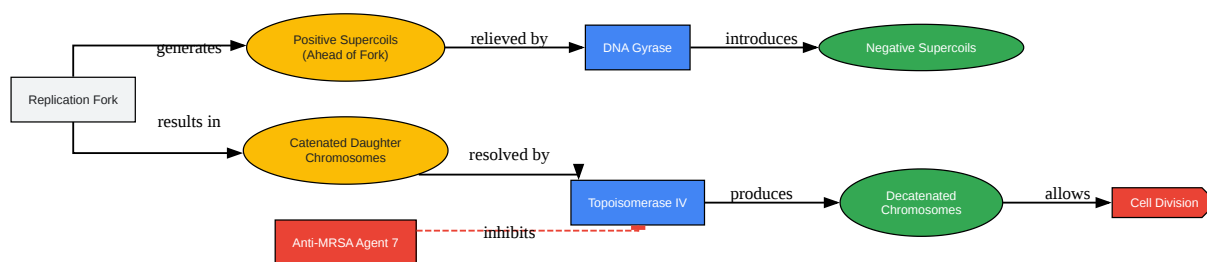 generates
Positive Supercoils
(Ahead of Fork)
relieved by
DNA Gyrase
introduces
Negative Supercoils
Replication Fork
results in
Catenated Daughter
Chromosomes
resolved by
Topoisomerase IV
produces
Decatenated
Chromosomes
allows
Cell Division
Anti-MRSA Agent 7
inhibits